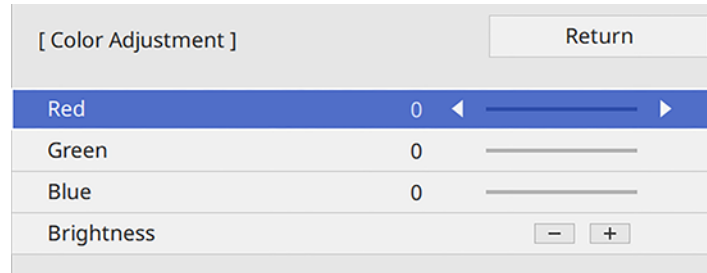 [ Color Adjustment ] Return
Red 0
Green 0
Blue 0
Brightness − +